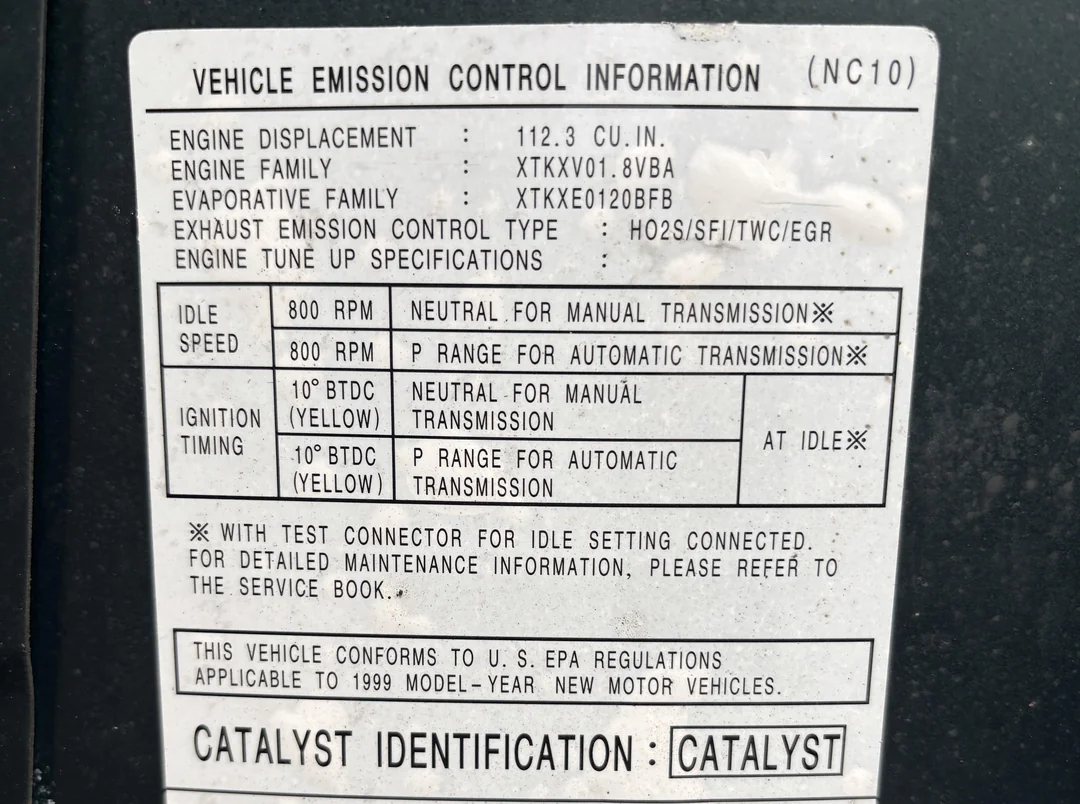 VEHICLE EMISSION CONTROL INFORMATION (NC10)
ENGINE DISPLACEMENT : 112.3 CU.IN.
ENGINE FAMILY : XTKXV01.8VBA
EVAPORATIVE FAMILY : XTKXE0120BFB
EXHAUST EMISSION CONTROL TYPE : HO2S/SFI/TWC/EGR
ENGINE TUNE UP SPECIFICATIONS :
IDLE SPEED
800 RPM NEUTRAL FOR MANUAL TRANSMISSION※
800 RPM P RANGE FOR AUTOMATIC TRANSMISSION※
IGNITION TIMING
10° BTDC NEUTRAL FOR MANUAL
(YELLOW) TRANSMISSION
10° BTDC P RANGE FOR AUTOMATIC
(YELLOW) TRANSMISSION
AT IDLE※
※ WITH TEST CONNECTOR FOR IDLE SETTING CONNECTED.
FOR DETAILED MAINTENANCE INFORMATION, PLEASE REFER TO
THE SERVICE BOOK.
THIS VEHICLE CONFORMS TO U. S. EPA REGULATIONS
APPLICABLE TO 1999 MODEL-YEAR NEW MOTOR VEHICLES.
CATALYST IDENTIFICATION : CATALYST